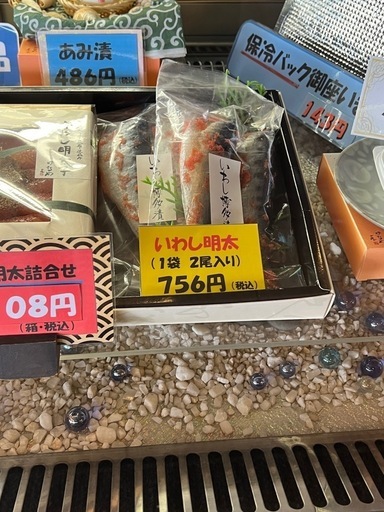 あみ漬
486円(税込)
保冷バック御座い
143円
いわし明太
(1袋 2尾入り)
756円(税込)
明太詰合せ
08円
(箱・税込)